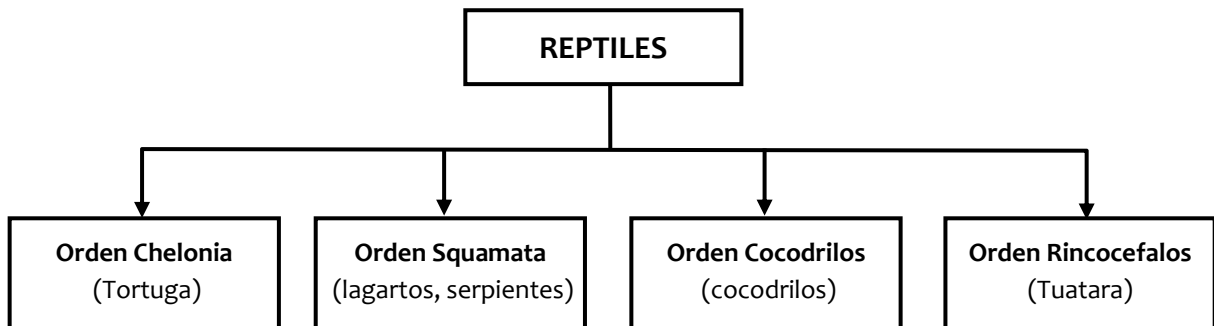 REPTILES
Orden Chelonia
(Tortuga)
Orden Squamata
(lagartos, serpientes)
Orden Cocodrilos
(cocodrilos)
Orden Rincocefalos
(Tuatara)